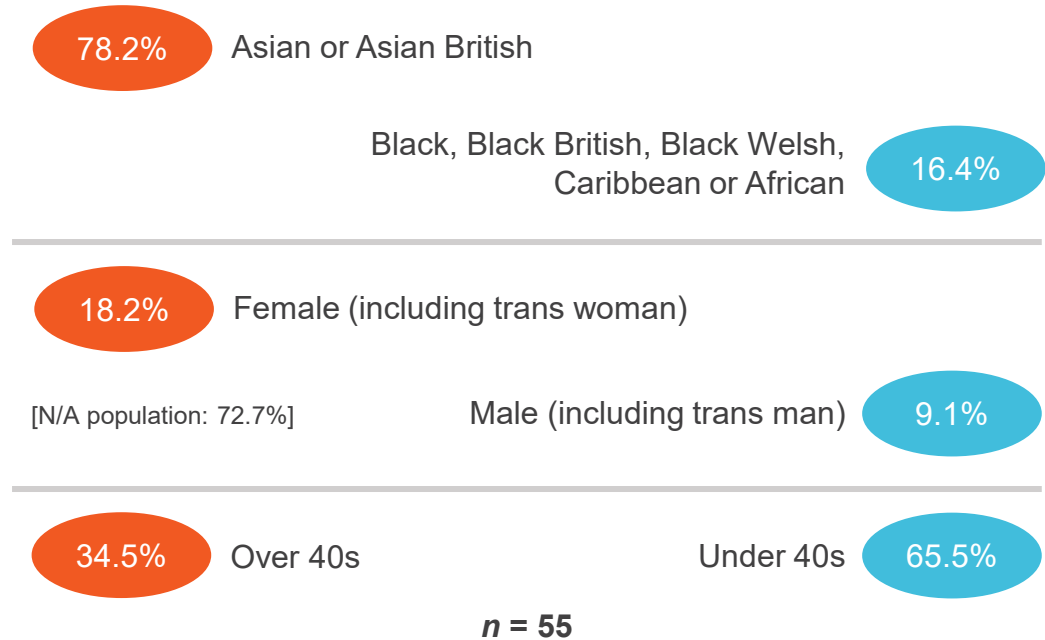 78.2% Asian or Asian British
Black, Black British, Black Welsh,
Caribbean or African
16.4%
18.2% Female (including trans woman)
[N/A population: 72.7%]
Male (including trans man) 9.1%
34.5% Over 40s
Under 40s 65.5%
n = 55